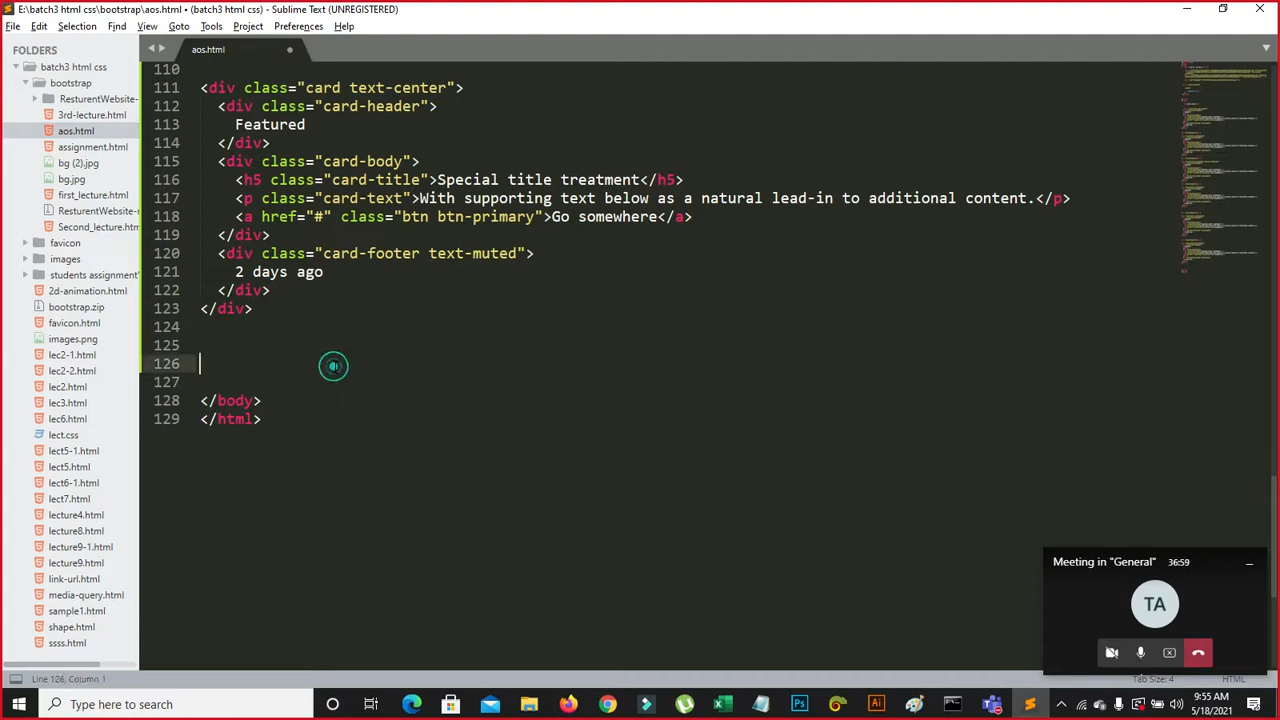 E:\batch3 html css\bootstrap\aos.html • (batch3 html css) - Sublime Text (UNREGISTERED)
File Edit Selection Find View Goto Tools Project Preferences Help
FOLDERS
batch3 html css
bootstrap
ResturentWebsite-
3rd-lecture.html
aos.html
assignment.html
bg (2).jpg
bg.jpg
first_lecture.html
ResturentWebsite-r
Second_lecture.htm
favicon
images
students assignment
2d-animation.html
bootstrap.zip
favicon.html
images.png
lec2-1.html
lec2-2.html
lec2.html
lec3.html
lec6.html
lect.css
lect5-1.html
lect5.html
lect6-1.html
lect7.html
lecture4.html
lecture8.html
lecture9-1.html
lecture9.html
link-url.html
media-query.html
sample1.html
shape.html
ssss.html
aos.html
110
111 <div class="card text-center">
112 <div class="card-header">
113 Featured
114 </div>
115 <div class="card-body">
116 <h5 class="card-title">Special title treatment</h5>
117 <p class="card-text">With supporting text below as a natural lead-in to additional content.</p>
118 <a href="#" class="btn btn-primary">Go somewhere</a>
119 </div>
120 <div class="card-footer text-muted">
121 2 days ago
122 </div>
123 </div>
124
125
126
127
128 </body>
129 </html>
Meeting in "General" 36:59
TA
Line 126, Column 1
Tab Size: 4 HTML
Type here to search
9:55 AM
5/18/2021